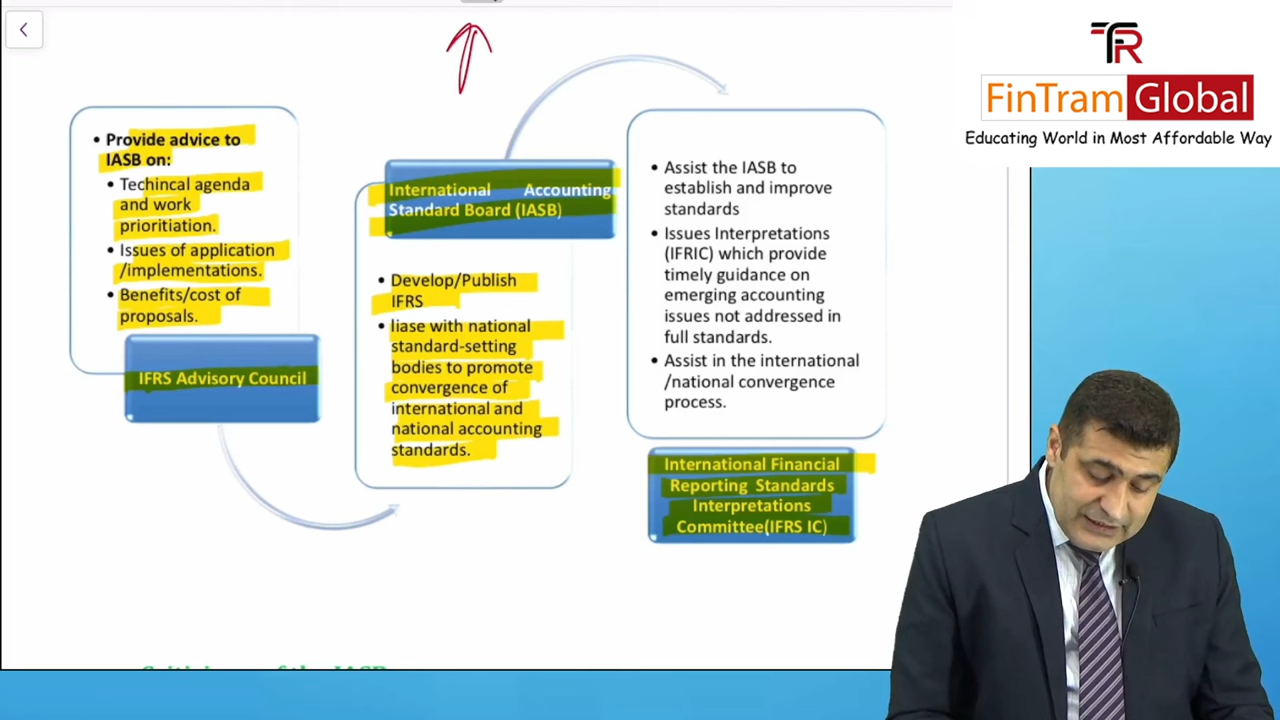 FinTram Global
Educating World in Most Affordable Way
• Provide advice to
IASB on:
• Techincal agenda
and work
prioritiation.
• Issues of application
/implementations.
• Benefits/cost of
proposals.
IFRS Advisory Council
International Accounting
Standard Board (IASB)
• Develop/Publish
IFRS
• liase with national
standard-setting
bodies to promote
convergence of
international and
national accounting
standards.
• Assist the IASB to
establish and improve
standards
• Issues Interpretations
(IFRIC) which provide
timely guidance on
emerging accounting
issues not addressed in
full standards.
• Assist in the international
/national convergence
process.
International Financial
Reporting Standards
Interpretations
Committee(IFRS IC)